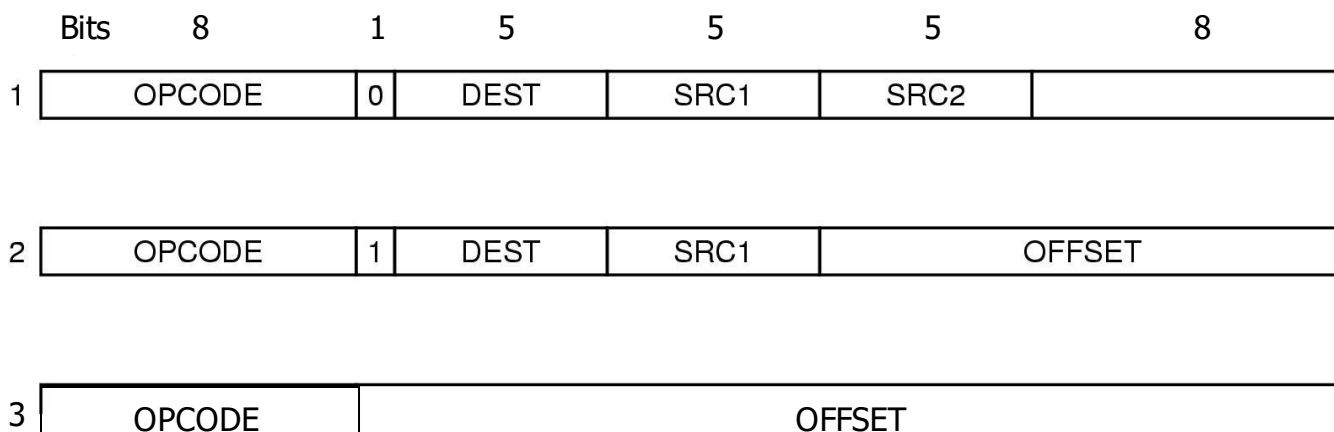 Bits 8 1 5 5 5 8
1 OPCODE 0 DEST SRC1 SRC2
2 OPCODE 1 DEST SRC1 OFFSET
3 OPCODE OFFSET